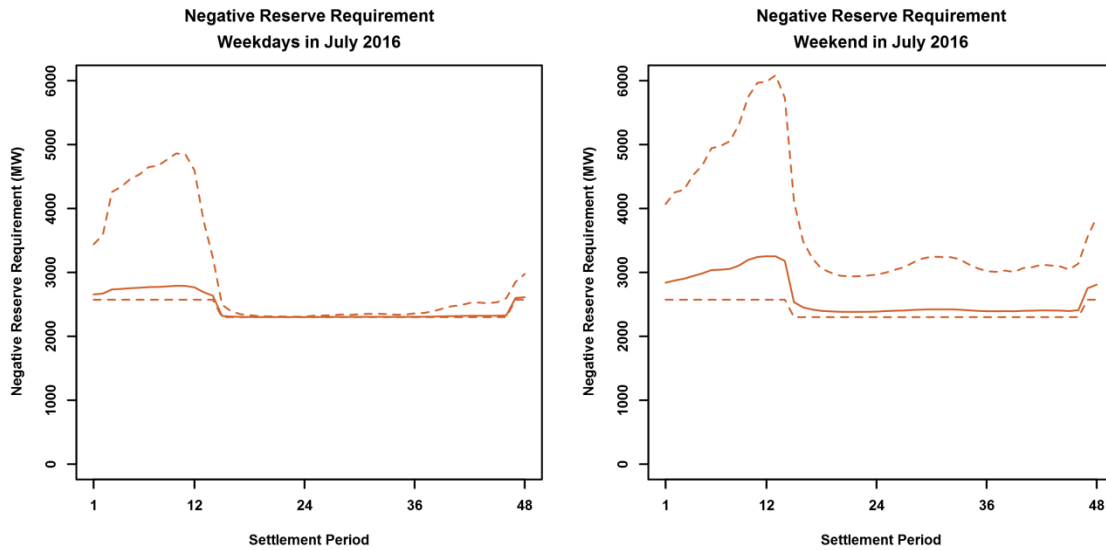 Negative Reserve Requirement
Weekdays in July 2016
Negative Reserve Requirement (MW)
6000
5000
4000
3000
2000
1000
0
1 12 24 36 48
Settlement Period
Negative Reserve Requirement
Weekend in July 2016
Negative Reserve Requirement (MW)
6000
5000
4000
3000
2000
1000
0
1 12 24 36 48
Settlement Period